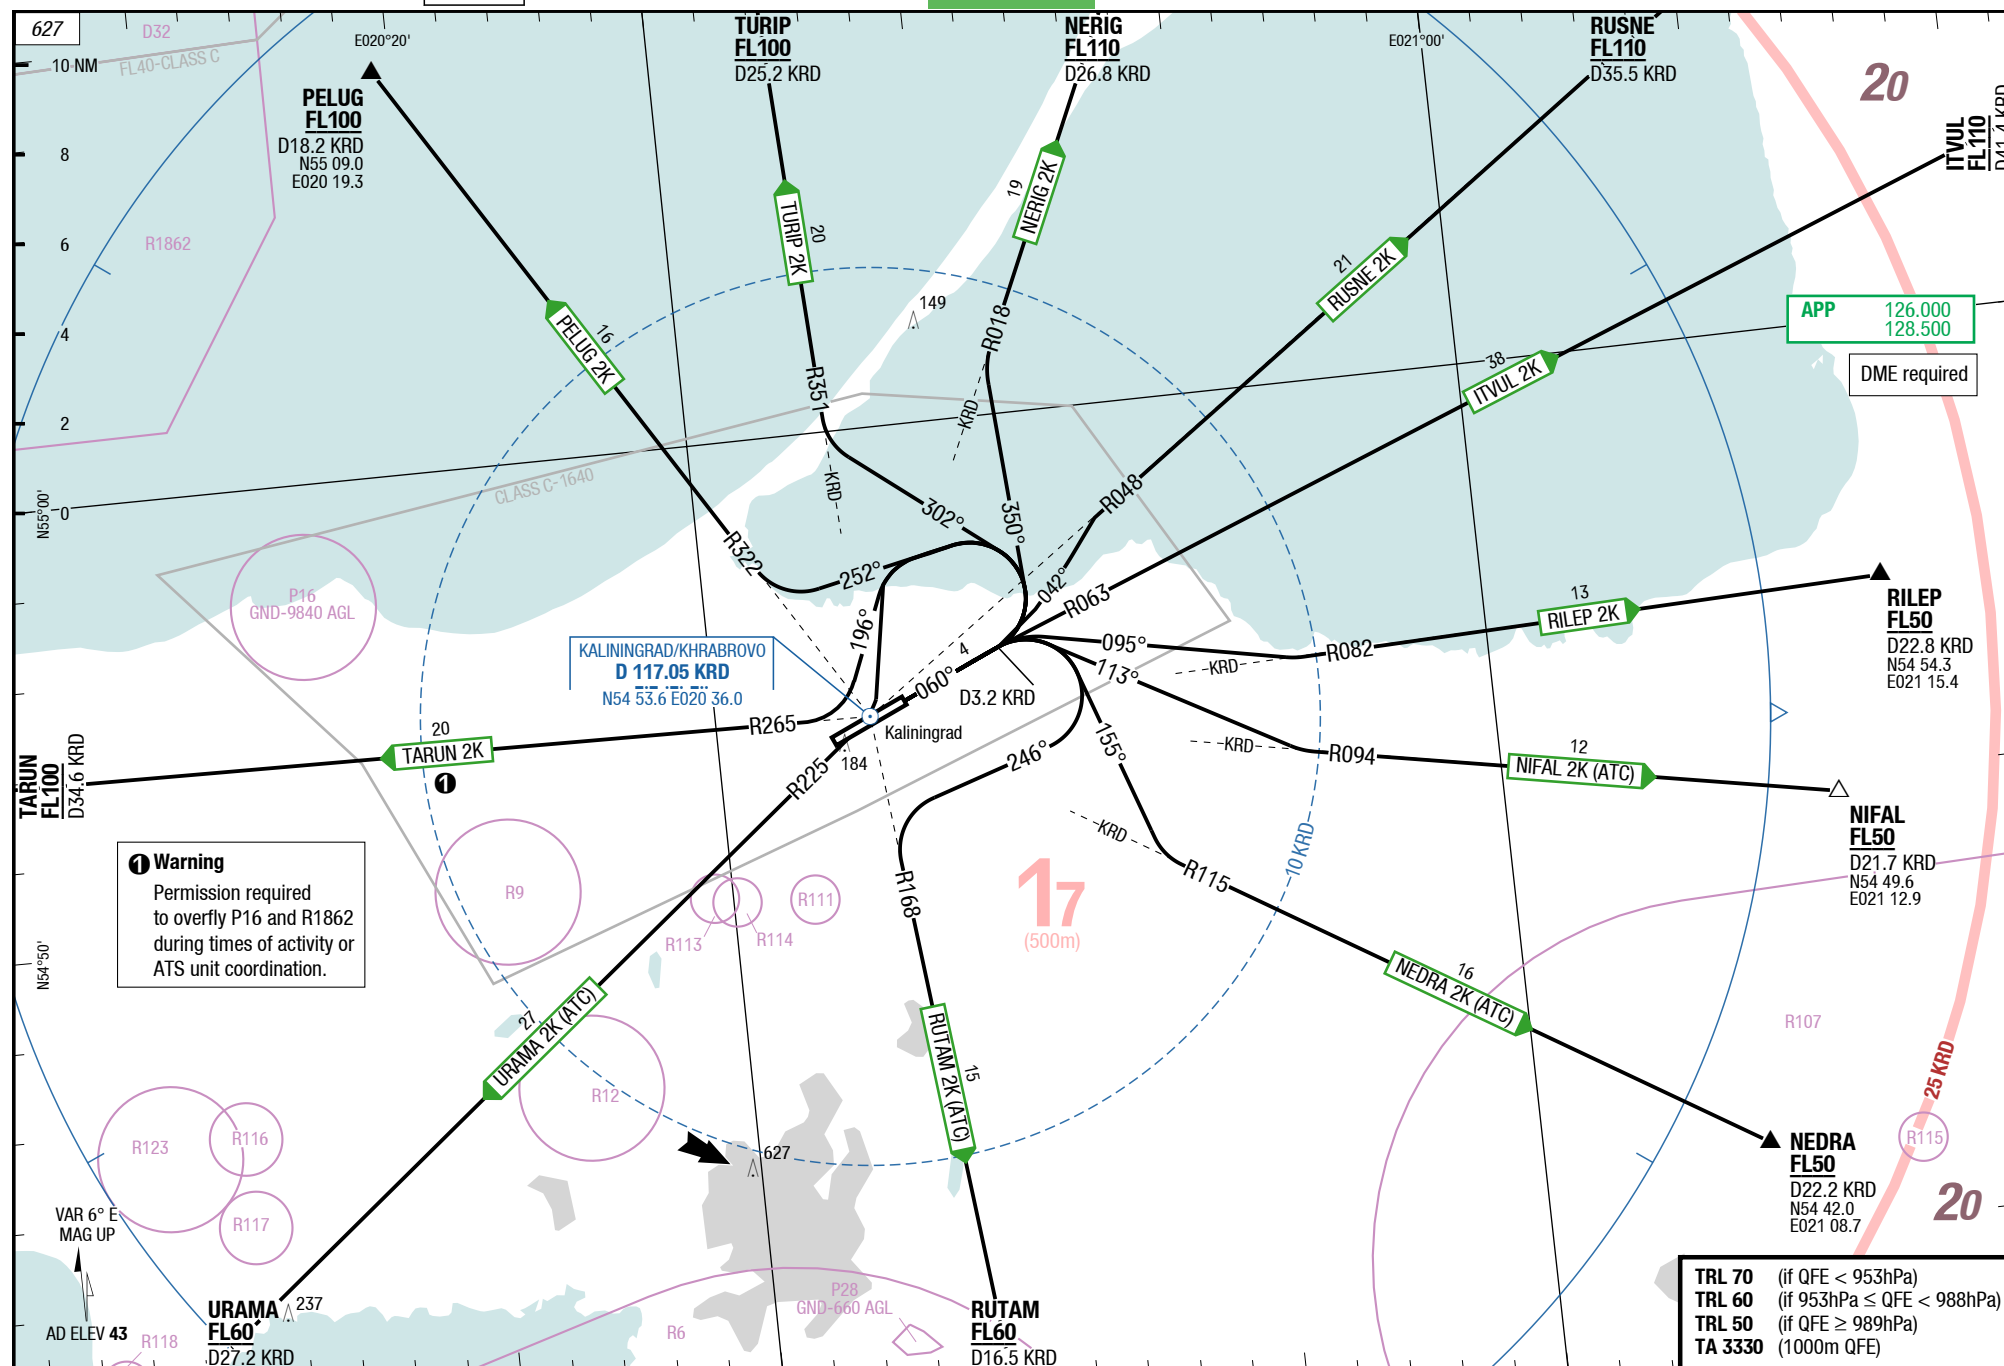 627
D32
FL40-CLASS C
E020°20'
TURIP
FL100
D25.2 KRD
NERIG
FL110
D26.8 KRD
E021°00'
RUSNE
FL110
D35.5 KRD
20
ITVUL
FL110
D41.4 KRD
10 NM
8
6
4
2
0
PELUG
FL100
D18.2 KRD
N55 09.0
E020 19.3
R1862
TURIP 2K
20
NERIG 2K
19
RUSNE 2K
21
PELUG 2K
16
149
R018
R351
KRD
KRD
ITVUL 2K
38
APP 126.000
128.500
DME required
CLASS C-1640
N55°00'
R322
302°
350°
R048
252°
042°
R063
196°
P16
GND-9840 AGL
KALININGRAD/KHRABROVO
D 117.05 KRD
N54 53.6 E020 36.0
060°
4
D3.2 KRD
095°
113°
KRD
R082
RILEP 2K
13
RILEP
FL50
D22.8 KRD
N54 54.3
E021 15.4
TARUN
FL100
D34.6 KRD
20
TARUN 2K
1
R265
Kaliningrad
184
R225
246°
155°
KRD
R094
NIFAL 2K (ATC)
12
NIFAL
FL50
D21.7 KRD
N54 49.6
E021 12.9
1 Warning
Permission required
to overfly P16 and R1862
during times of activity or
ATS unit coordination.
R9
R113
R114
R111
R168
17
(500m)
KRD
R115
10 KRD
N54°50'
NEDRA 2K (ATC)
16
R107
URAMA 2K (ATC)
27
R12
RUTAM 2K (ATC)
15
25 KRD
R115
R123
R116
R117
627
NEDRA
FL50
D22.2 KRD
N54 42.0
E021 08.7
20
VAR 6° E
MAG UP
AD ELEV 43
R118
URAMA
FL60
D27.2 KRD
237
P28
GND-660 AGL
R6
RUTAM
FL60
D16.5 KRD
TRL 70 (if QFE < 953hPa)
TRL 60 (if 953hPa ≤ QFE < 988hPa)
TRL 50 (if QFE ≥ 989hPa)
TA 3330 (1000m QFE)